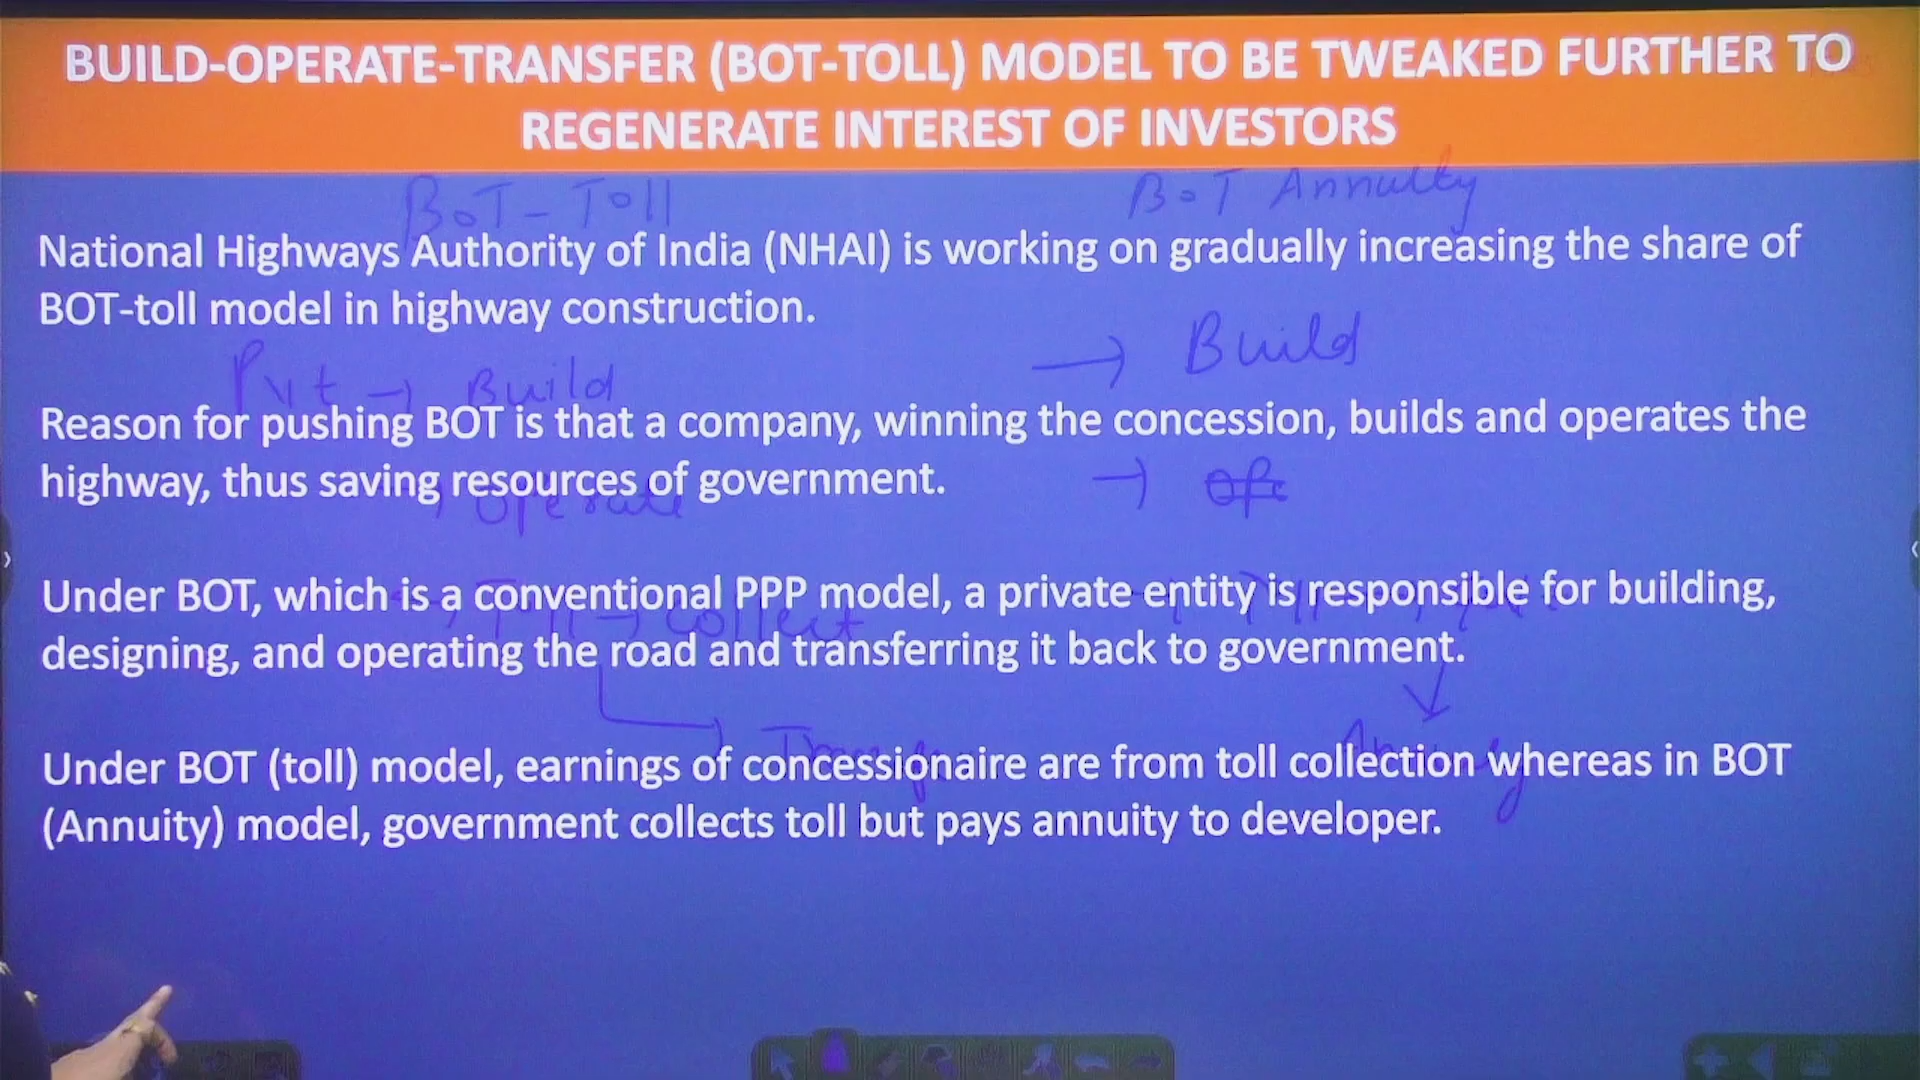 BUILD-OPERATE-TRANSFER (BOT-TOLL) MODEL TO BE TWEAKED FURTHER TO
REGENERATE INTEREST OF INVESTORS
BOT - Toll
BOT Annuity
National Highways Authority of India (NHAI) is working on gradually increasing the share of
BOT-toll model in highway construction.
→ Build
Pvt → Build
Reason for pushing BOT is that a company, winning the concession, builds and operates the
highway, thus saving resources of government.
→ Operate
Under BOT, which is a conventional PPP model, a private entity is responsible for building,
→ Toll → Collect
designing, and operating the road and transferring it back to government.
Under BOT (toll) model, earnings of concessionaire are from toll collection whereas in BOT
(Annuity) model, government collects toll but pays annuity to developer.